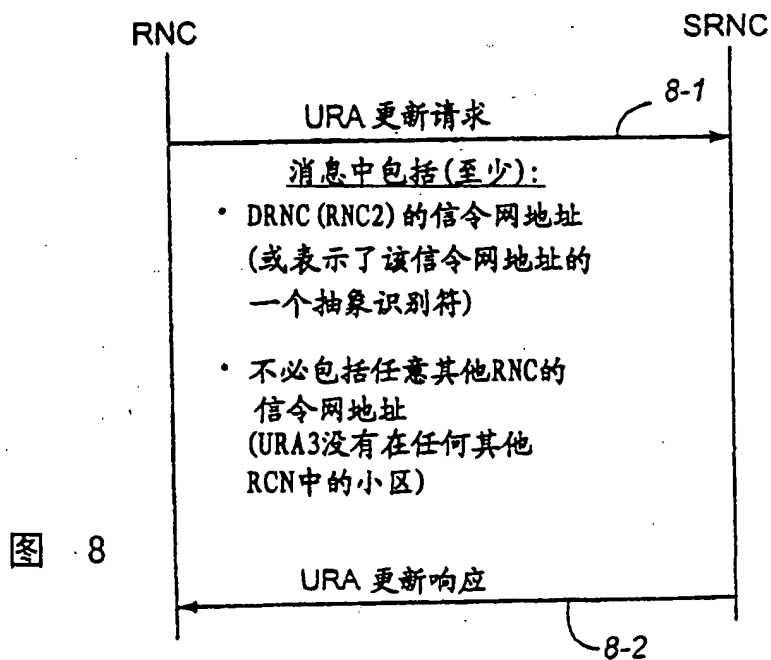 RNC
SRNC
8-1
URA 更新请求
消息中包括(至少):
· DRNC(RNC2)的信令网地址
(或表示了该信令网地址的
一个抽象识别符)
· 不必包括任意其他RNC的
信令网地址
(URA3没有在任何其他
RCN中的小区)
图 8
URA 更新响应
8-2